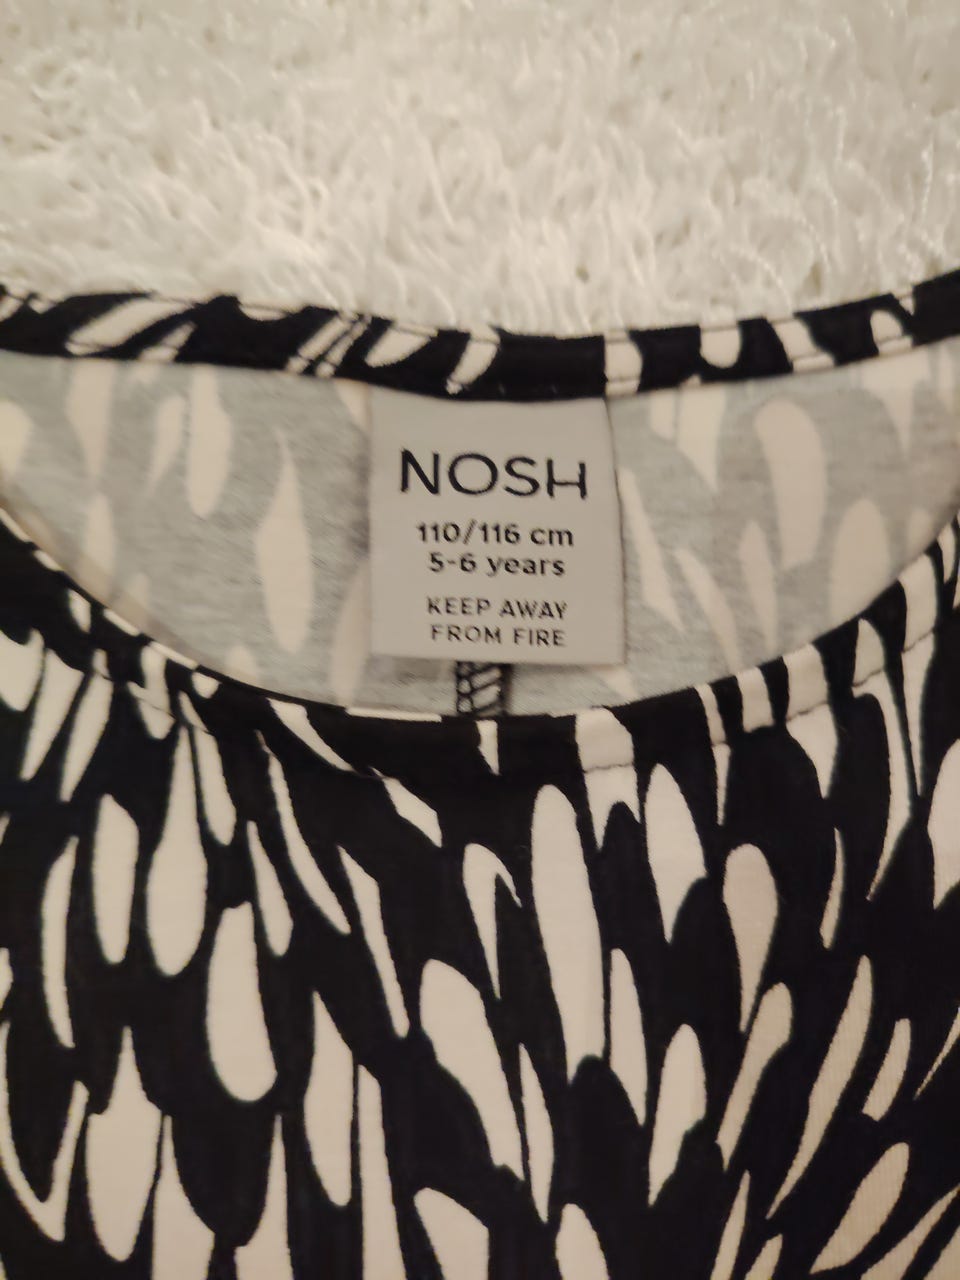 NOSH
110/116 cm
5-6 years
KEEP AWAY
FROM FIRE